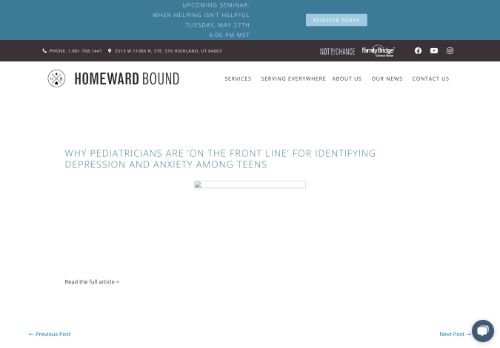 UPCOMING SEMINAR:
WHEN HELPING ISN'T HELPFUL
TUESDAY, MAY 27TH
6:00 PM MST
REGISTER TODAY
PHONE: 1.801.768.1441
5513 W 11000 N, STE. 316 HIGHLAND, UT 84003
NOT BY CHANCE
FamilyBridge
HOMEWARD BOUND
SERVICES
SERVING EVERYWHERE
ABOUT US
OUR NEWS
CONTACT US
WHY PEDIATRICIANS ARE 'ON THE FRONT LINE' FOR IDENTIFYING
DEPRESSION AND ANXIETY AMONG TEENS
Read the full article >
← Previous Post
Next Post →